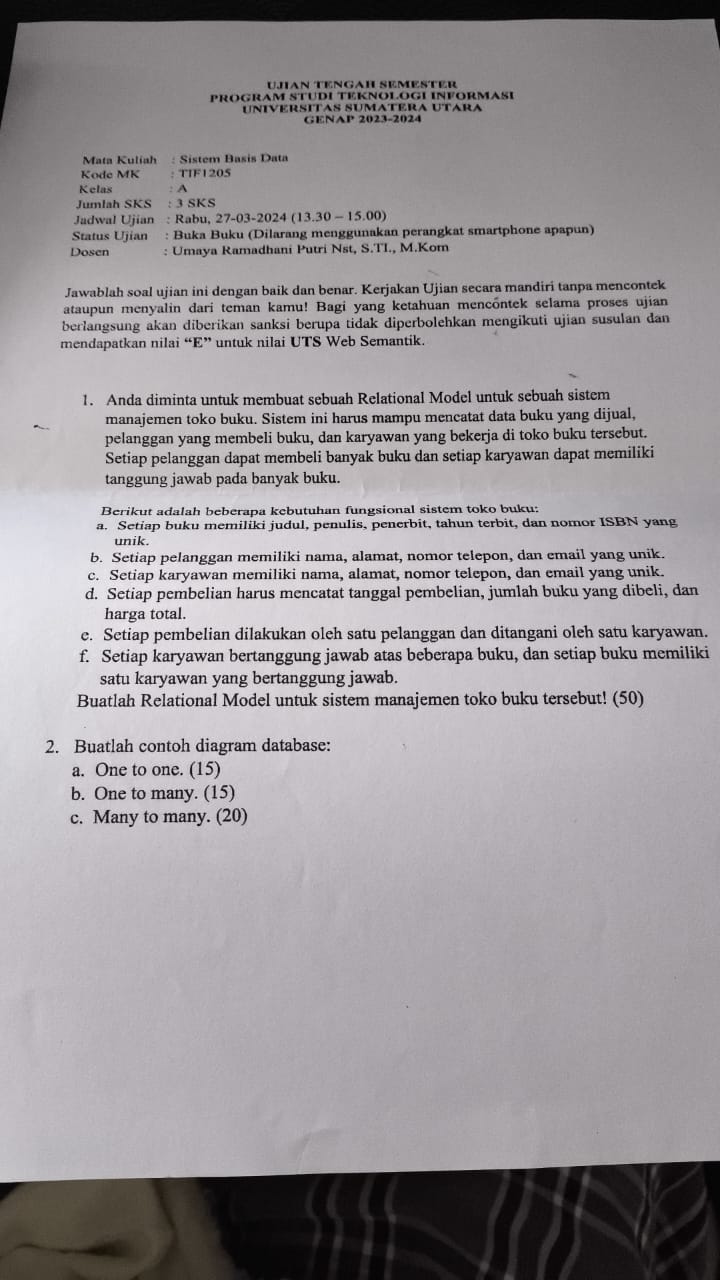 UJIAN TENGAH SEMESTER
PROGRAM STUDI TEKNOLOGI INFORMASI
UNIVERSITAS SUMATERA UTARA
GENAP 2023-2024
Mata Kuliah : Sistem Basis Data
Kode MK : TIF1205
Kelas : A
Jumlah SKS : 3 SKS
Jadwal Ujian : Rabu, 27-03-2024 (13.30 – 15.00)
Status Ujian : Buka Buku (Dilarang menggunakan perangkat smartphone apapun)
Dosen : Umaya Ramadhani Putri Nst, S.TI., M.Kom
Jawablah soal ujian ini dengan baik dan benar. Kerjakan Ujian secara mandiri tanpa mencontek
ataupun menyalin dari teman kamu! Bagi yang ketahuan mencontek selama proses ujian
berlangsung akan diberikan sanksi berupa tidak diperbolehkan mengikuti ujian susulan dan
mendapatkan nilai “E” untuk nilai UTS Web Semantik.
1. Anda diminta untuk membuat sebuah Relational Model untuk sebuah sistem
manajemen toko buku. Sistem ini harus mampu mencatat data buku yang dijual,
pelanggan yang membeli buku, dan karyawan yang bekerja di toko buku tersebut.
Setiap pelanggan dapat membeli banyak buku dan setiap karyawan dapat memiliki
tanggung jawab pada banyak buku.
Berikut adalah beberapa kebutuhan fungsional sistem toko buku:
a. Setiap buku memiliki judul, penulis, penerbit, tahun terbit, dan nomor ISBN yang
unik.
b. Setiap pelanggan memiliki nama, alamat, nomor telepon, dan email yang unik.
c. Setiap karyawan memiliki nama, alamat, nomor telepon, dan email yang unik.
d. Setiap pembelian harus mencatat tanggal pembelian, jumlah buku yang dibeli, dan
harga total.
e. Setiap pembelian dilakukan oleh satu pelanggan dan ditangani oleh satu karyawan.
f. Setiap karyawan bertanggung jawab atas beberapa buku, dan setiap buku memiliki
satu karyawan yang bertanggung jawab.
Buatlah Relational Model untuk sistem manajemen toko buku tersebut! (50)
2. Buatlah contoh diagram database:
a. One to one. (15)
b. One to many. (15)
c. Many to many. (20)